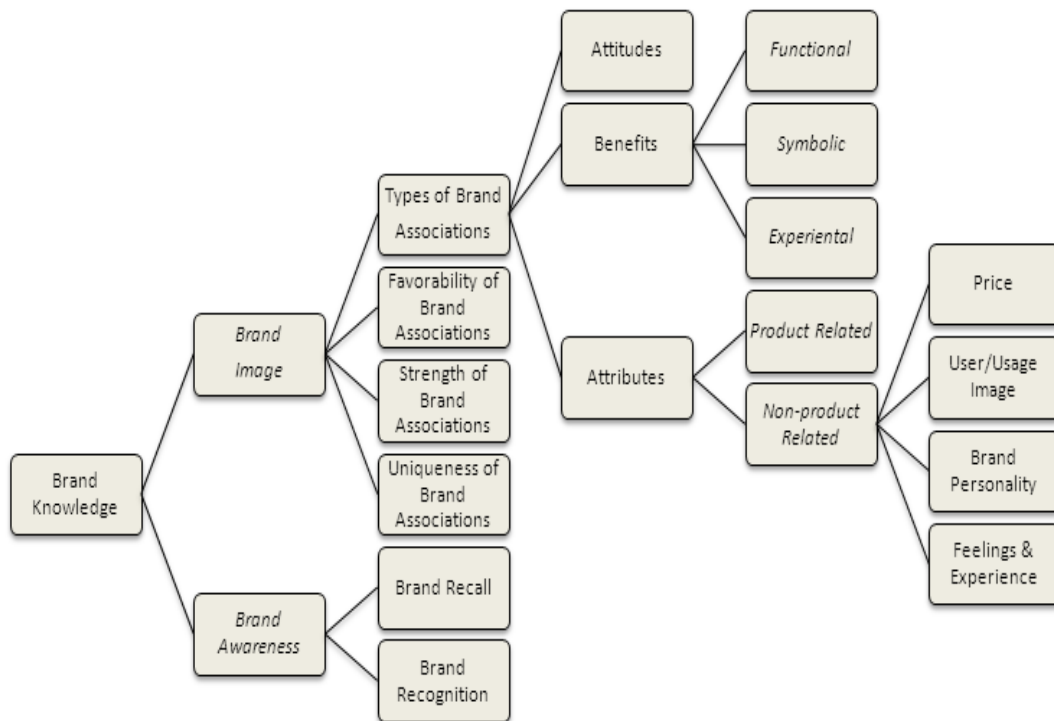 Brand
Knowledge
Brand
Image
Brand
Awareness
Types of Brand
Associations
Favorability of
Brand
Associations
Strength of
Brand
Associations
Uniqueness of
Brand
Associations
Brand Recall
Brand
Recognition
Attitudes
Benefits
Attributes
Functional
Symbolic
Experiental
Product Related
Non-product
Related
Price
User/Usage
Image
Brand
Personality
Feelings &
Experience